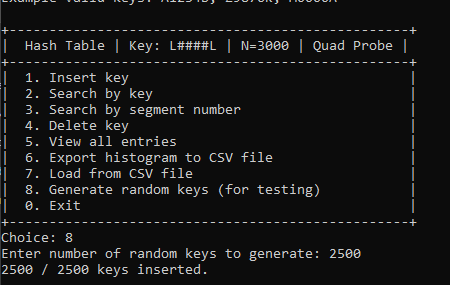 Example valid keys: A1234B, Z9876K, M0000A
+--------------------------------------------------+
| Hash Table | Key: L####L | N=3000 | Quad Probe |
+--------------------------------------------------+
| 1. Insert key |
| 2. Search by key |
| 3. Search by segment number |
| 4. Delete key |
| 5. View all entries |
| 6. Export histogram to CSV file |
| 7. Load from CSV file |
| 8. Generate random keys (for testing) |
| 0. Exit |
+--------------------------------------------------+
Choice: 8
Enter number of random keys to generate: 2500
2500 / 2500 keys inserted.